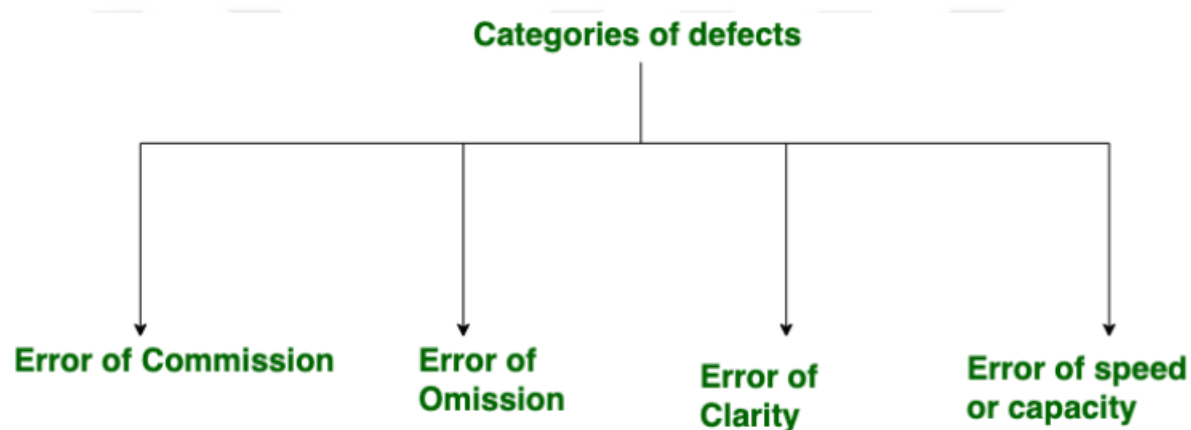 Categories of defects
Error of Commission
Error of
Omission
Error of
Clarity
Error of speed
or capacity